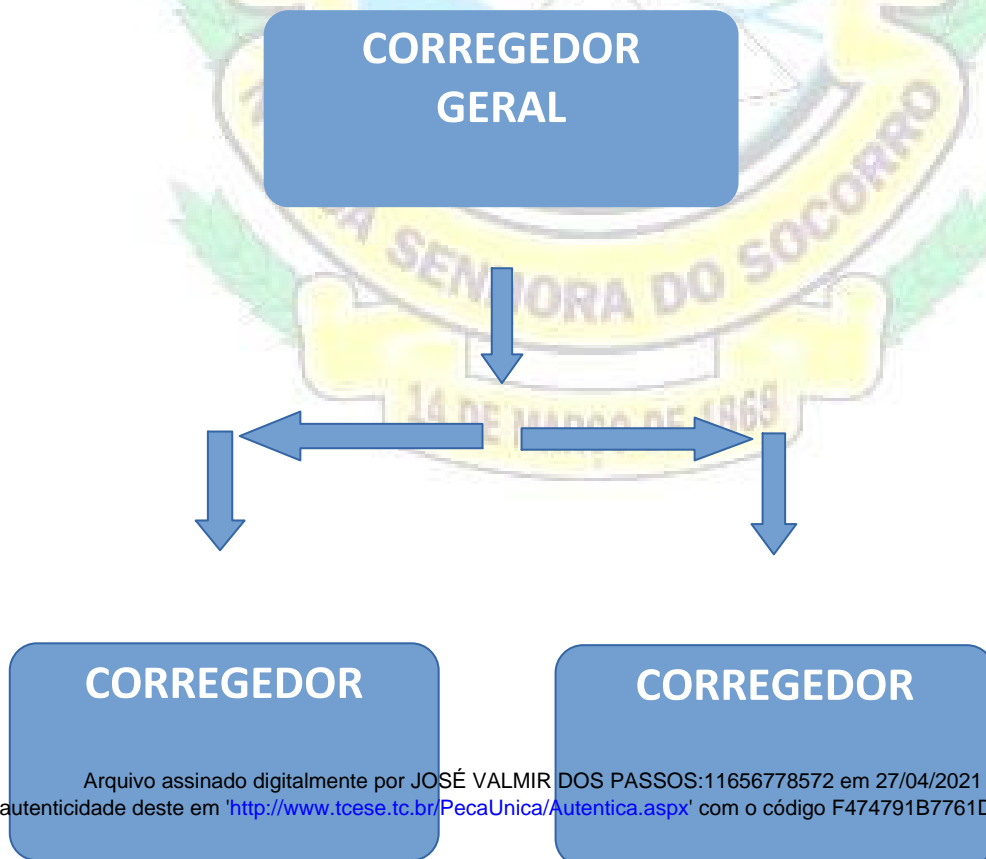 CORREGEDOR
GERAL
SENHORA DO SOCORRO
14 DE MARÇO DE 1869
CORREGEDOR
CORREGEDOR
Arquivo assinado digitalmente por JOSÉ VALMIR DOS PASSOS:11656778572 em 27/04/2021
autenticidade deste em 'http://www.tcese.tc.br/PecaUnica/Autentica.aspx' com o código F474791B7761D